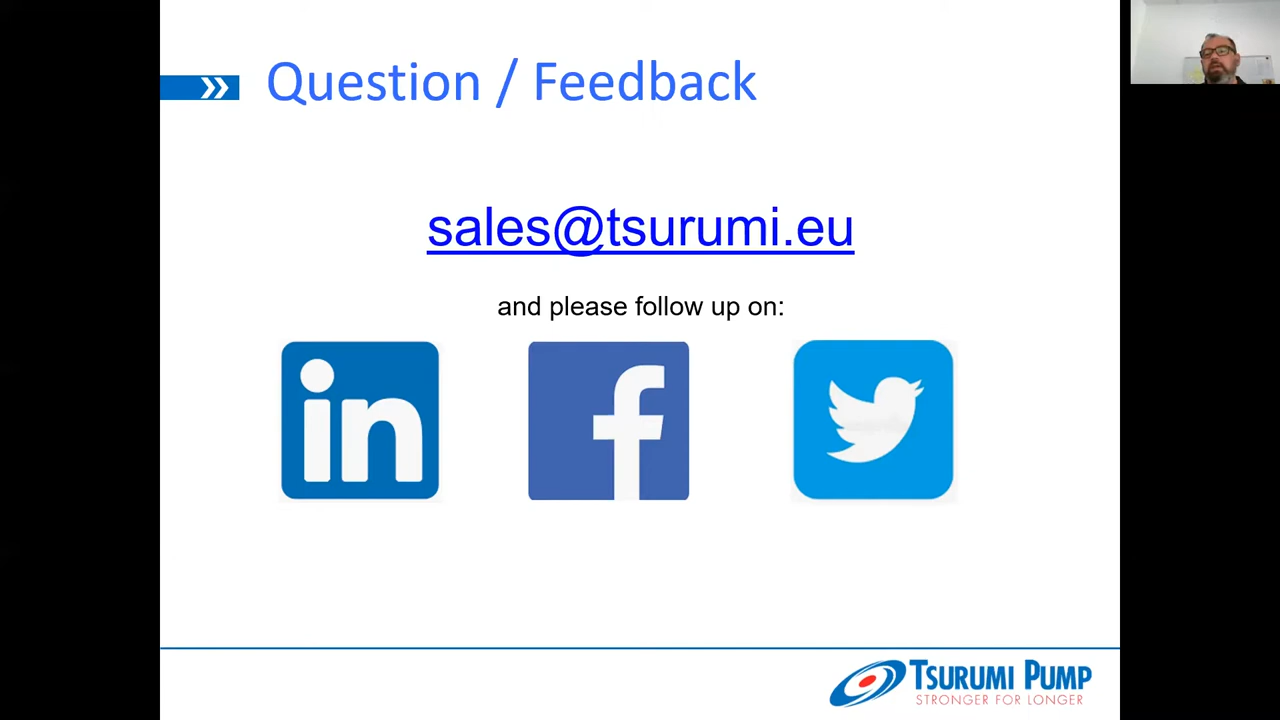 Question / Feedback
sales@tsurumi.eu
and please follow up on:
in
f
TSURUMI PUMP
STRONGER FOR LONGER